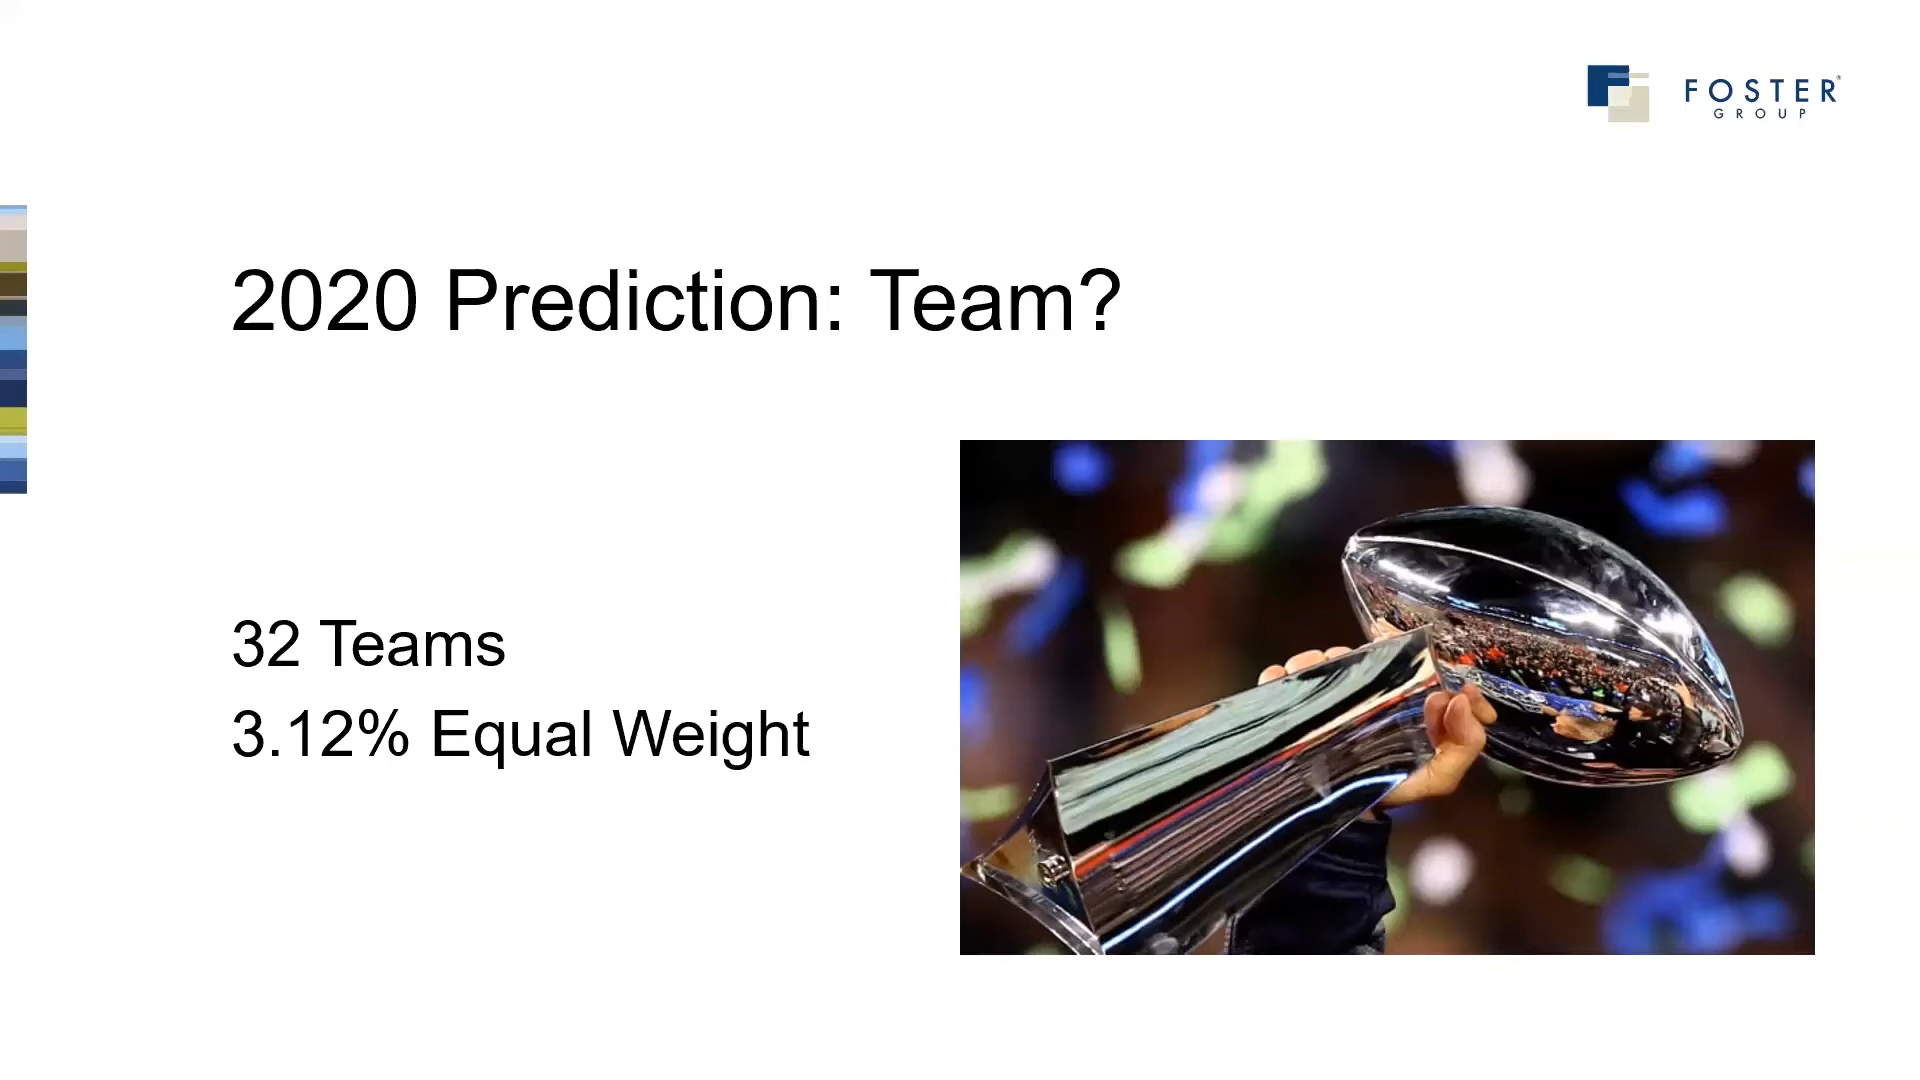 FOSTER®
GROUP
2020 Prediction: Team?
32 Teams
3.12% Equal Weight